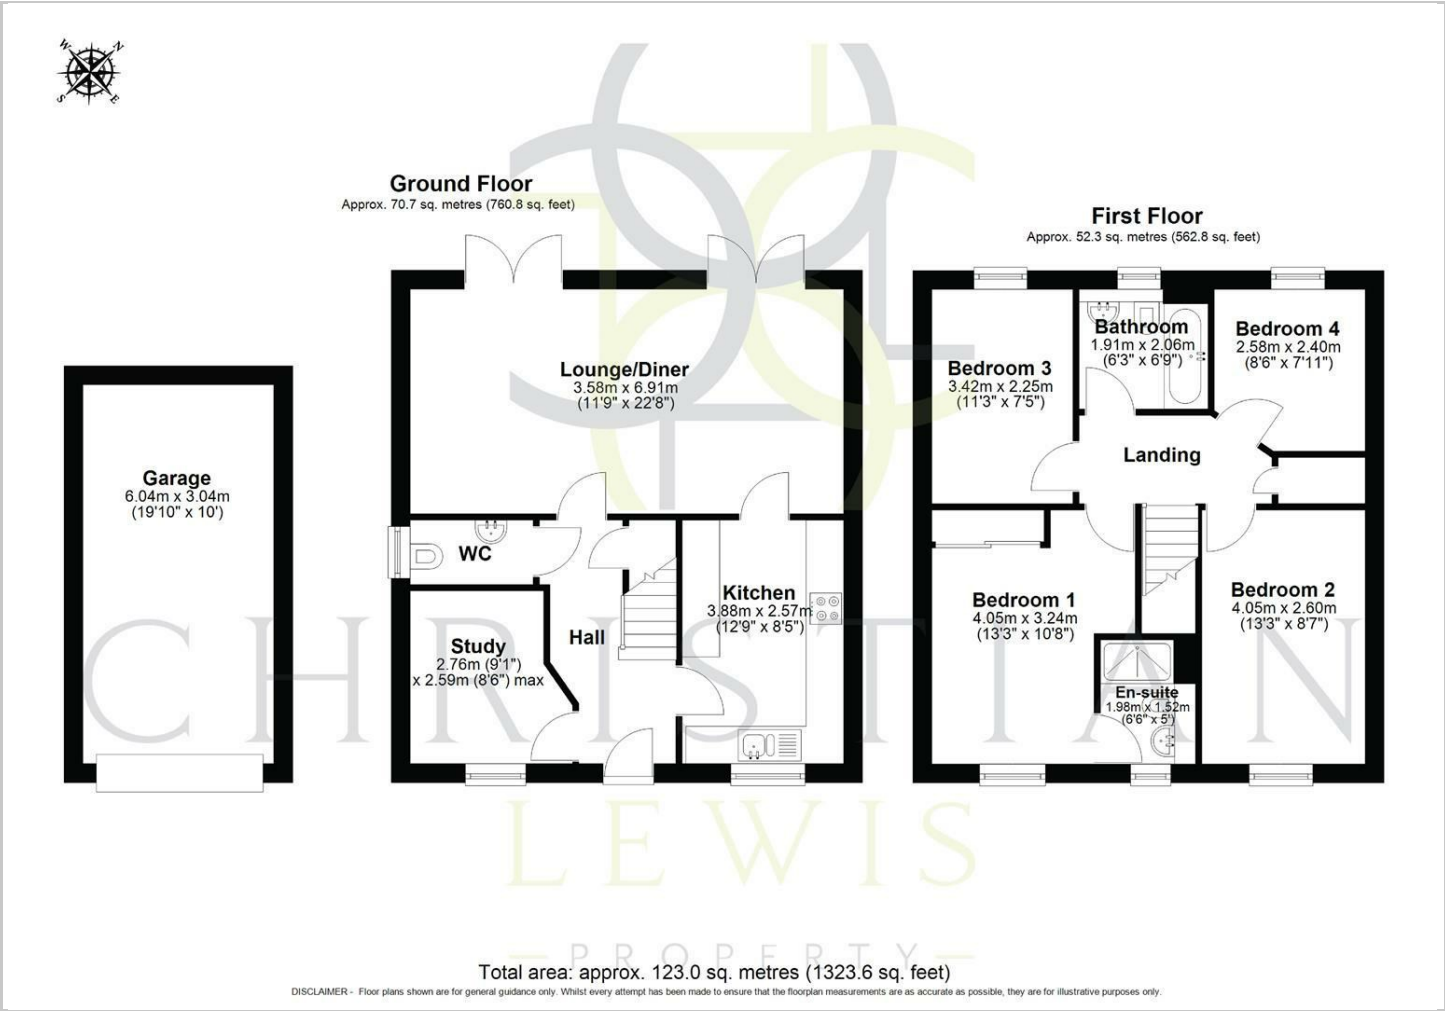 W N
S E
Ground Floor
Approx. 70.7 sq. metres (760.8 sq. feet)
First Floor
Approx. 52.3 sq. metres (562.8 sq. feet)
Garage
6.04m x 3.04m
(19'10" x 10')
Lounge/Diner
3.58m x 6.91m
(11'9" x 22'8")
WC
Study
2.76m (9'1")
x 2.59m (8'6") max
Hall
Kitchen
3.88m x 2.57m
(12'9" x 8'5")
Bedroom 3
3.42m x 2.25m
(11'3" x 7'5")
Bathroom
1.91m x 2.06m
(6'3" x 6'9")
Bedroom 4
2.58m x 2.40m
(8'6" x 7'11")
Landing
Bedroom 1
4.05m x 3.24m
(13'3" x 10'8")
En-suite
1.98m x 1.52m
(6'6" x 5')
Bedroom 2
4.05m x 2.60m
(13'3" x 8'7")
CHRISTIAN
LEWIS
PROPERTY
Total area: approx. 123.0 sq. metres (1323.6 sq. feet)
DISCLAIMER - Floor plans shown are for general guidance only. Whilst every attempt has been made to ensure that the floorplan measurements are as accurate as possible, they are for illustrative purposes only.